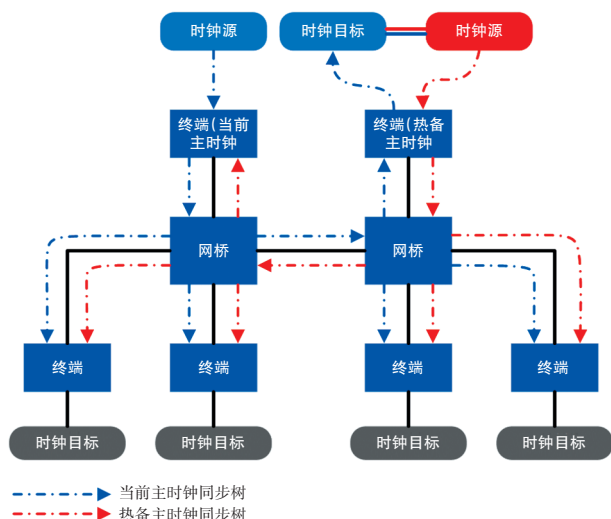 时钟源
时钟目标
时钟源
终端(当前
主时钟
终端(热备
主时钟
网桥
网桥
终端
终端
终端
终端
时钟目标
时钟目标
时钟目标
时钟目标
当前主时钟同步树
热备主时钟同步树